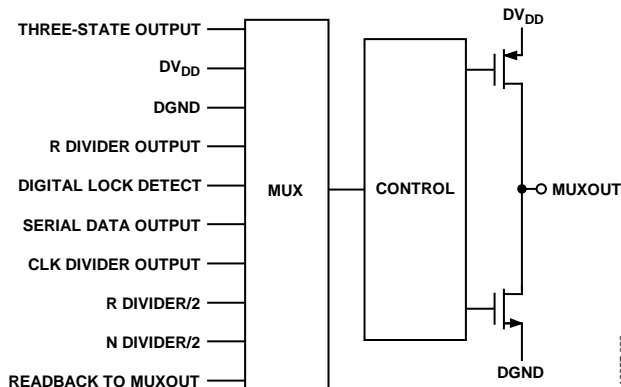 THREE-STATE OUTPUT
DVDD
DGND
R DIVIDER OUTPUT
DIGITAL LOCK DETECT
SERIAL DATA OUTPUT
CLK DIVIDER OUTPUT
R DIVIDER/2
N DIVIDER/2
READBACK TO MUXOUT
MUX
CONTROL
DVDD
MUXOUT
DGND